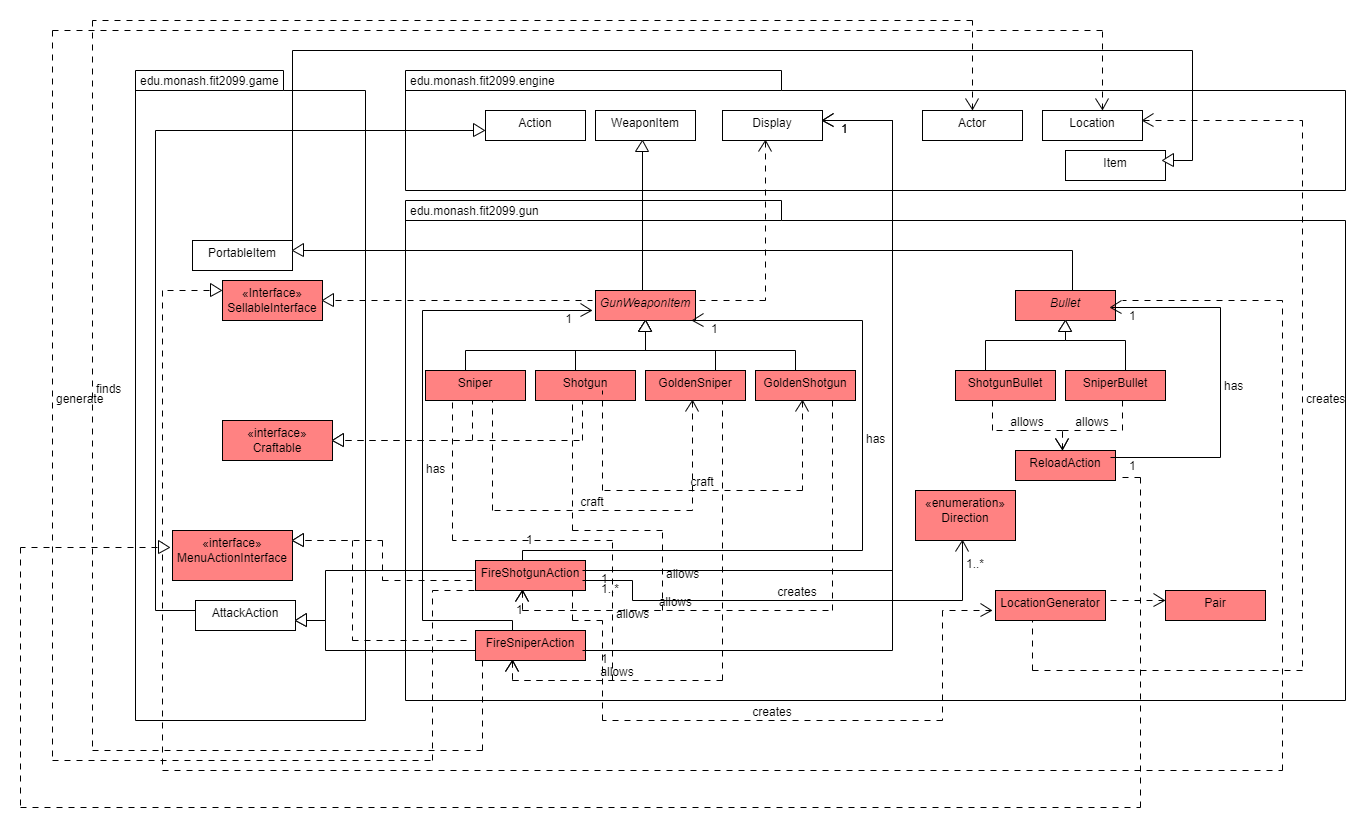 edu.monash.fit2099.game
edu.monash.fit2099.engine
Action
WeaponItem
Display
1
Actor
Location
Item
edu.monash.fit2099.gun
PortableItem
«Interface»
SellableInterface
GunWeaponItem
1
1
Bullet
1
Sniper
Shotgun
GoldenSniper
GoldenShotgun
ShotgunBullet
SniperBullet
has
finds
generate
creates
allows
allows
«interface»
Craftable
has
has
ReloadAction
1
craft
craft
«enumeration»
Direction
1..*
«interface»
MenuActionInterface
1
FireShotgunAction
1
1..*
allows
creates
allows
allows
1
AttackAction
LocationGenerator
Pair
FireSniperAction
1
allows
creates